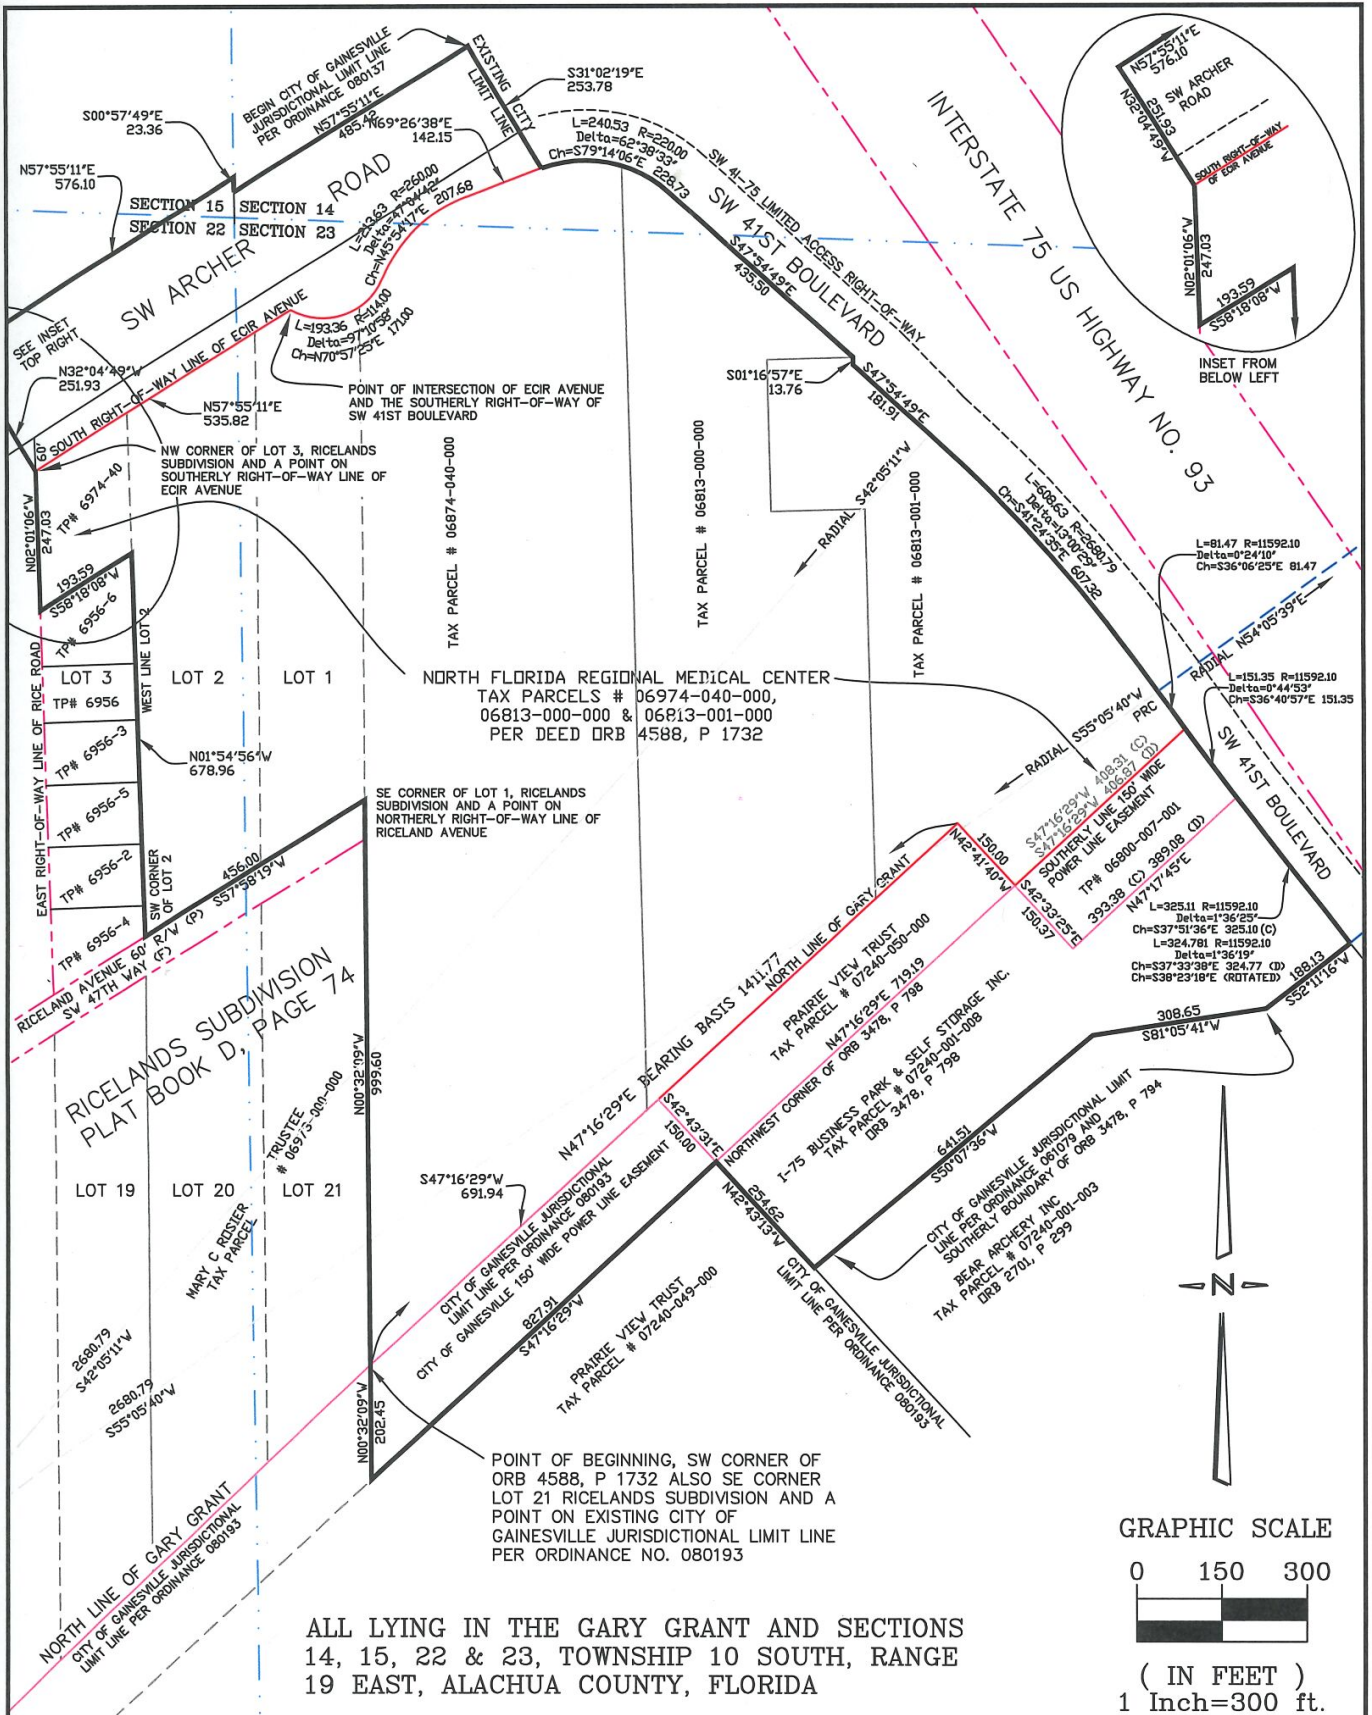 BEGIN CITY OF GAINESVILLE
JURISDICTIONAL LIMIT LINE
PER ORDINANCE 080137
N57°55'11"E
485.42
EXISTING CITY
LIMIT LINE
S31°02'19"E
253.78
S00°57'49"E
23.36
N69°26'38"E
142.15
N57°55'11"E
576.10
SECTION 15
SECTION 14
SECTION 22
SECTION 23
SW ARCHER ROAD
L=240.53 R=220.00
Delta=62°38'33"
Ch=S79°14'06"E 228.73
L=213.63 R=260.00
Delta=47°04'42"
Ch=N45°54'17"E 207.68
L=193.36 R=114.00
Delta=97°10'58"
Ch=N70°57'25"E 171.00
SW 41-75 LIMITED ACCESS RIGHT-OF-WAY
SW 41ST BOULEVARD
S47°54'49"E
435.50
INTERSTATE 75 US HIGHWAY NO. 93
N57°55'11"E
576.10
SW ARCHER
ROAD
N32°04'49"W
251.93
SOUTH RIGHT-OF-WAY
OF ECIR AVENUE
N02°01'06"W
247.03
193.59
S58°18'08"W
INSET FROM
BELOW LEFT
SEE INSET
TOP RIGHT
N32°04'49"W
251.93
60'
SOUTH RIGHT-OF-WAY LINE OF ECIR AVENUE
N57°55'11"E
535.82
POINT OF INTERSECTION OF ECIR AVENUE
AND THE SOUTHERLY RIGHT-OF-WAY OF
SW 41ST BOULEVARD
S01°16'57"E
13.76
S47°54'49"E
181.91
NW CORNER OF LOT 3, RICELANDS
SUBDIVISION AND A POINT ON
SOUTHERLY RIGHT-OF-WAY LINE OF
ECIR AVENUE
TP# 6974-40
N02°01'06"W
247.03
193.59
S58°18'08"W
TAX PARCEL # 06874-040-000
TAX PARCEL # 06813-000-000
TAX PARCEL # 06813-001-000
RADIAL S42°05'11"W
L=608.63 R=2680.79
Delta=13°00'29"
Ch=S41°24'35"E 607.32
L=81.47 R=11592.10
Delta=0°24'10"
Ch=S36°06'25"E 81.47
RADIAL N54°05'39"E
L=151.35 R=11592.10
Delta=0°44'53"
Ch=S36°40'57"E 151.35
NORTH FLORIDA REGIONAL MEDICAL CENTER
TAX PARCELS # 06974-040-000,
06813-000-000 & 06813-001-000
PER DEED ORB 4588, P 1732
EAST RIGHT-OF-WAY LINE OF RICE ROAD
TP# 6956-6
LOT 3
TP# 6956
TP# 6956-3
TP# 6956-5
TP# 6956-2
TP# 6956-4
WEST LINE LOT 2
LOT 2
LOT 1
N01°54'56"W
678.96
SE CORNER OF LOT 1, RICELANDS
SUBDIVISION AND A POINT ON
NORTHERLY RIGHT-OF-WAY LINE OF
RICELAND AVENUE
SW CORNER
OF LOT 2
456.00
S57°58'19"W
RICELAND AVENUE 60' R/W (P)
SW 47TH WAY (F)
RADIAL S55°05'40"W
PRC
S47°16'29"W 408.31 (C)
S47°16'29"W 406.87 (D)
SOUTHERLY LINE 150' WIDE
POWER LINE EASEMENT
TP# 06800-007-001
393.38 (C) 389.08 (D)
N47°17'45"E
SW 41ST BOULEVARD
150.00
N42°41'40"W
S42°33'25"E
150.37
L=325.11 R=11592.10
Delta=1°36'25"
Ch=S37°51'36"E 325.10 (C)
L=324.781 R=11592.10
Delta=1°36'19"
Ch=S37°33'38"E 324.77 (D)
Ch=S38°23'18"E (ROTATED)
188.13
S52°11'16"W
308.65
S81°05'41"W
RICELANDS SUBDIVISION
PLAT BOOK D, PAGE 74
N00°32'09"W
999.60
N47°16'29"E BEARING BASIS 1411.77
NORTH LINE OF GARY GRANT
PRAIRIE VIEW TRUST
TAX PARCEL # 07240-050-000
N47°16'29"E 719.19
NORTHWEST CORNER OF ORB 3478, P 798
I-75 BUSINESS PARK & SELF STORAGE INC.
TAX PARCEL # 07240-001-008
ORB 3478, P 798
641.51
S50°07'36"W
CITY OF GAINESVILLE JURISDICTIONAL LIMIT
LINE PER ORDINANCE 061079 AND
SOUTHERLY BOUNDARY OF ORB 3478, P 794
BEAR ARCHERY INC
TAX PARCEL # 07240-001-003
ORB 2701, P 299
S42°43'31"E
150.00
254.62
N42°43'13"W
CITY OF GAINESVILLE JURISDICTIONAL
LIMIT LINE PER ORDINANCE 080193
LOT 19
LOT 20
LOT 21
MARY C ROSIER TRUSTEE
TAX PARCEL # 06973-000-000
S47°16'29"W
691.94
CITY OF GAINESVILLE JURISDICTIONAL
LIMIT LINE PER ORDINANCE 080193
CITY OF GAINESVILLE 150' WIDE POWER LINE EASEMENT
827.91
S47°16'29"W
PRAIRIE VIEW TRUST
TAX PARCEL # 07240-049-000
2680.79
S42°05'11"W
2680.79
S55°05'40"W
N00°32'09"W
202.45
POINT OF BEGINNING, SW CORNER OF
ORB 4588, P 1732 ALSO SE CORNER
LOT 21 RICELANDS SUBDIVISION AND A
POINT ON EXISTING CITY OF
GAINESVILLE JURISDICTIONAL LIMIT LINE
PER ORDINANCE NO. 080193
NORTH LINE OF GARY GRANT
CITY OF GAINESVILLE JURISDICTIONAL
LIMIT LINE PER ORDINANCE 080193
N
GRAPHIC SCALE
0 150 300
( IN FEET )
1 Inch=300 ft.
ALL LYING IN THE GARY GRANT AND SECTIONS
14, 15, 22 & 23, TOWNSHIP 10 SOUTH, RANGE
19 EAST, ALACHUA COUNTY, FLORIDA